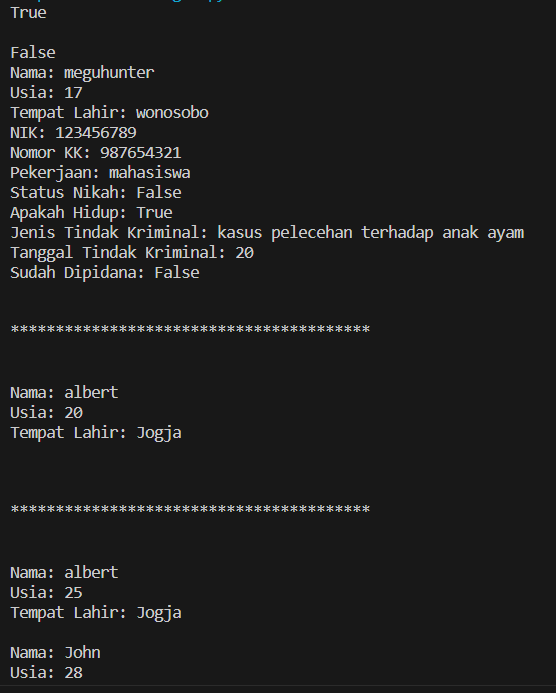 True
False
Nama: meguhunter
Usia: 17
Tempat Lahir: wonosobo
NIK: 123456789
Nomor KK: 987654321
Pekerjaan: mahasiswa
Status Nikah: False
Apakah Hidup: True
Jenis Tindak Kriminal: kasus pelecehan terhadap anak ayam
Tanggal Tindak Kriminal: 20
Sudah Dipidana: False
****************************************
Nama: albert
Usia: 20
Tempat Lahir: Jogja
****************************************
Nama: albert
Usia: 25
Tempat Lahir: Jogja
Nama: John
Usia: 28